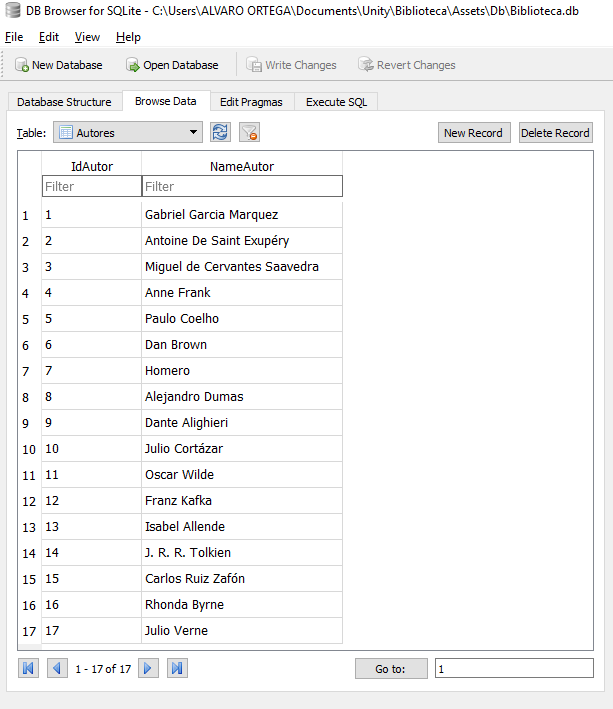 DB Browser for SQLite - C:\Users\ALVARO ORTEGA\Documents\Unity\Biblioteca\Assets\Db\Biblioteca.db
File Edit View Help
New Database Open Database Write Changes Revert Changes
Database Structure Browse Data Edit Pragmas Execute SQL
Table: Autores New Record Delete Record
IdAutor NameAutor
Filter Filter
1 1 Gabriel Garcia Marquez
2 2 Antoine De Saint Exupéry
3 3 Miguel de Cervantes Saavedra
4 4 Anne Frank
5 5 Paulo Coelho
6 6 Dan Brown
7 7 Homero
8 8 Alejandro Dumas
9 9 Dante Alighieri
10 10 Julio Cortázar
11 11 Oscar Wilde
12 12 Franz Kafka
13 13 Isabel Allende
14 14 J. R. R. Tolkien
15 15 Carlos Ruiz Zafón
16 16 Rhonda Byrne
17 17 Julio Verne
1 - 17 of 17 Go to: 1